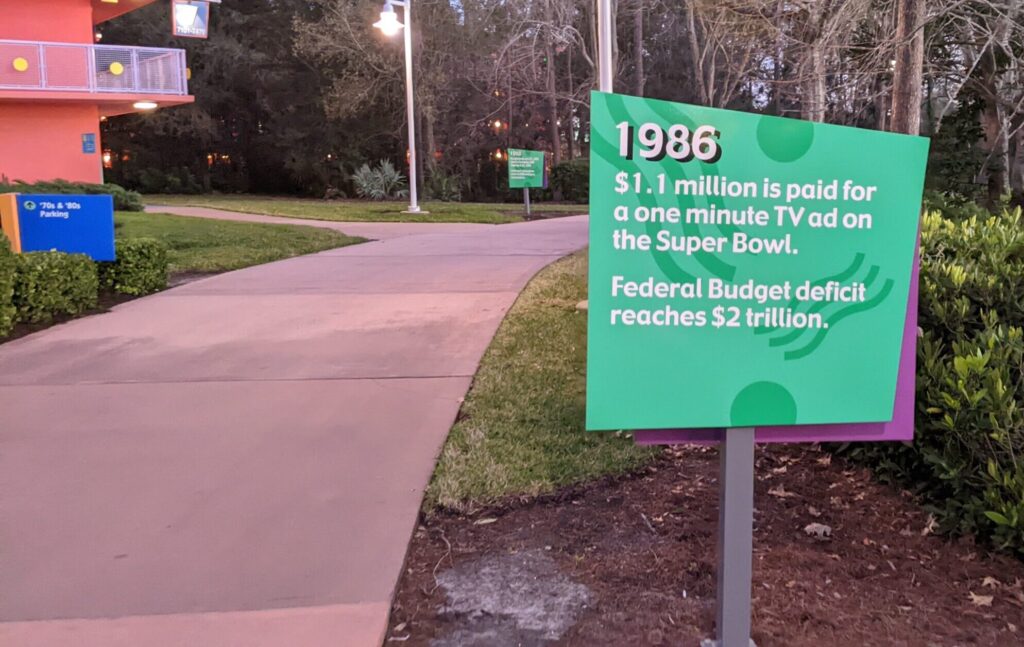 1986
$1.1 million is paid for
a one minute TV ad on
the Super Bowl.
Federal Budget deficit
reaches $2 trillion.
'70s & '80s
Parking